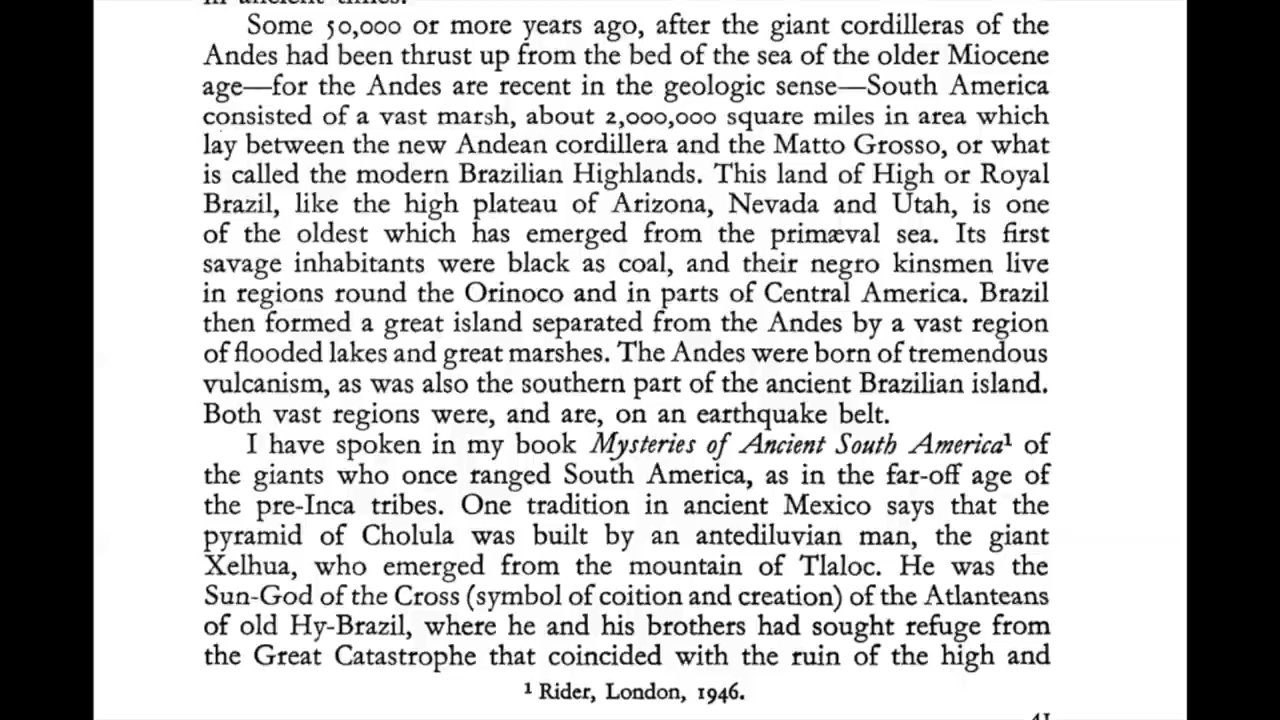 in ancient times.
Some 50,000 or more years ago, after the giant cordilleras of the
Andes had been thrust up from the bed of the sea of the older Miocene
age—for the Andes are recent in the geologic sense—South America
consisted of a vast marsh, about 2,000,000 square miles in area which
lay between the new Andean cordillera and the Matto Grosso, or what
is called the modern Brazilian Highlands. This land of High or Royal
Brazil, like the high plateau of Arizona, Nevada and Utah, is one
of the oldest which has emerged from the primæval sea. Its first
savage inhabitants were black as coal, and their negro kinsmen live
in regions round the Orinoco and in parts of Central America. Brazil
then formed a great island separated from the Andes by a vast region
of flooded lakes and great marshes. The Andes were born of tremendous
vulcanism, as was also the southern part of the ancient Brazilian island.
Both vast regions were, and are, on an earthquake belt.
I have spoken in my book Mysteries of Ancient South America¹ of
the giants who once ranged South America, as in the far-off age of
the pre-Inca tribes. One tradition in ancient Mexico says that the
pyramid of Cholula was built by an antediluvian man, the giant
Xelhua, who emerged from the mountain of Tlaloc. He was the
Sun-God of the Cross (symbol of coition and creation) of the Atlanteans
of old Hy-Brazil, where he and his brothers had sought refuge from
the Great Catastrophe that coincided with the ruin of the high and
¹ Rider, London, 1946.
41